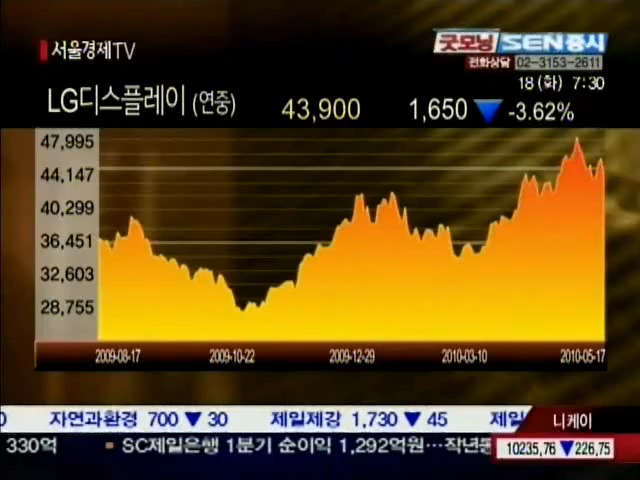 서울경제TV
굿모닝 SEN증시
전화상담 02-3153-2611
18(화) 7:30
LG디스플레이 (연중) 43,900 1,650 ▼ -3.62%
47,995
44,147
40,299
36,451
32,603
28,755
2009-08-17 2009-10-22 2009-12-29 2010-03-10 2010-05-17
자연과환경 700 ▼ 30 제일제강 1,730 ▼ 45 제일
니케이
330억 SC제일은행 1분기 순이익 1,292억원…작년동
10235,76 ▼ 226,75